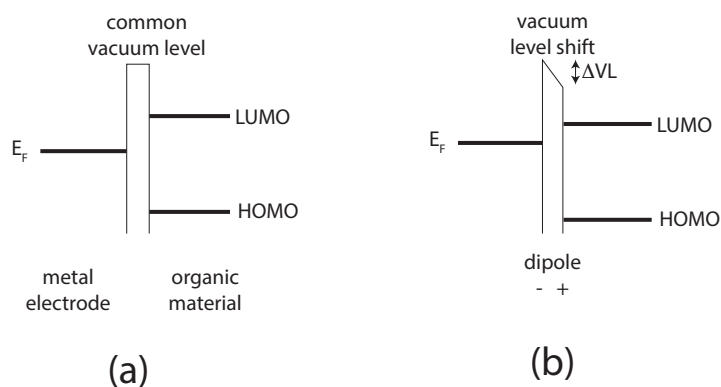 common
vacuum level
LUMO
E_F
HOMO
metal
electrode
organic
material
(a)
vacuum
level shift
ΔVL
LUMO
E_F
HOMO
dipole
- +
(b)